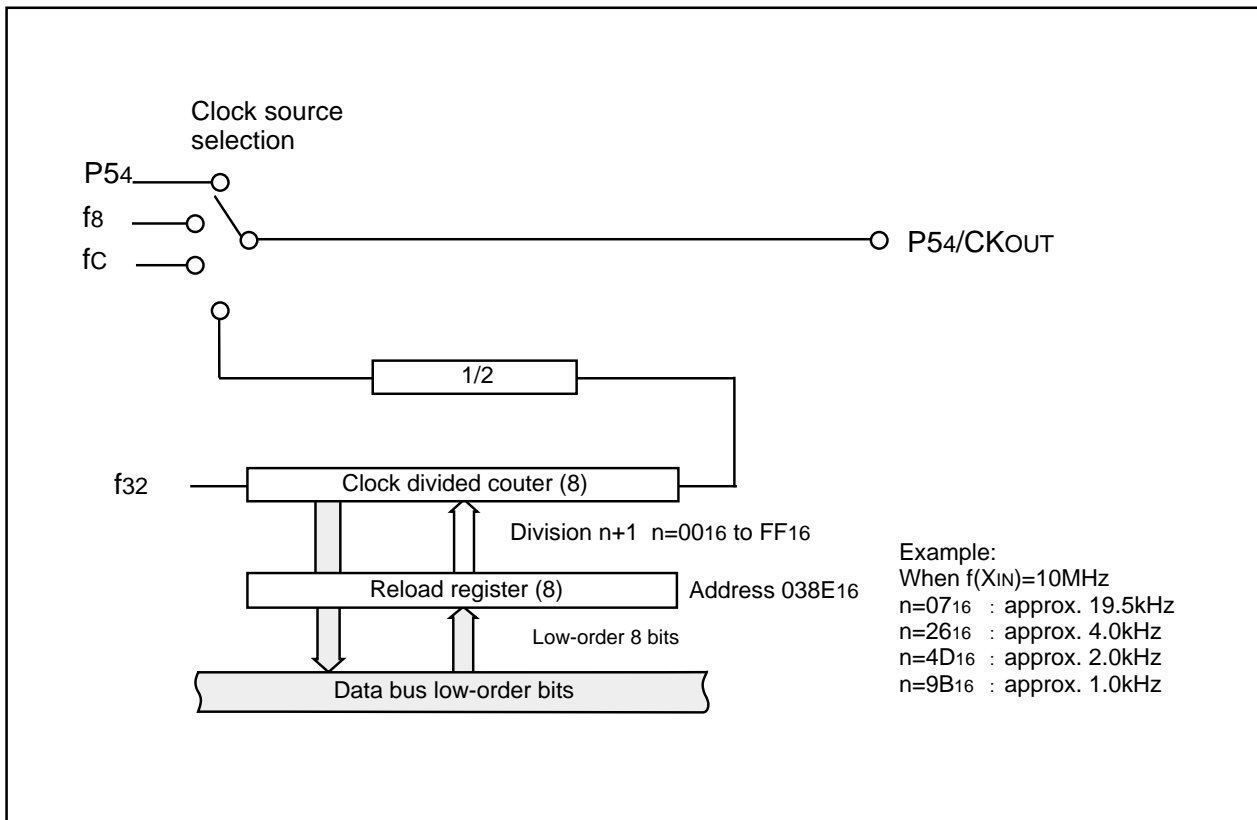 Clock source
selection
P54
f8
fC
P54/CKOUT
1/2
f32
Clock divided couter (8)
Division n+1 n=0016 to FF16
Reload register (8)
Address 038E16
Low-order 8 bits
Data bus low-order bits
Example:
When f(XIN)=10MHz
n=0716 : approx. 19.5kHz
n=2616 : approx. 4.0kHz
n=4D16 : approx. 2.0kHz
n=9B16 : approx. 1.0kHz